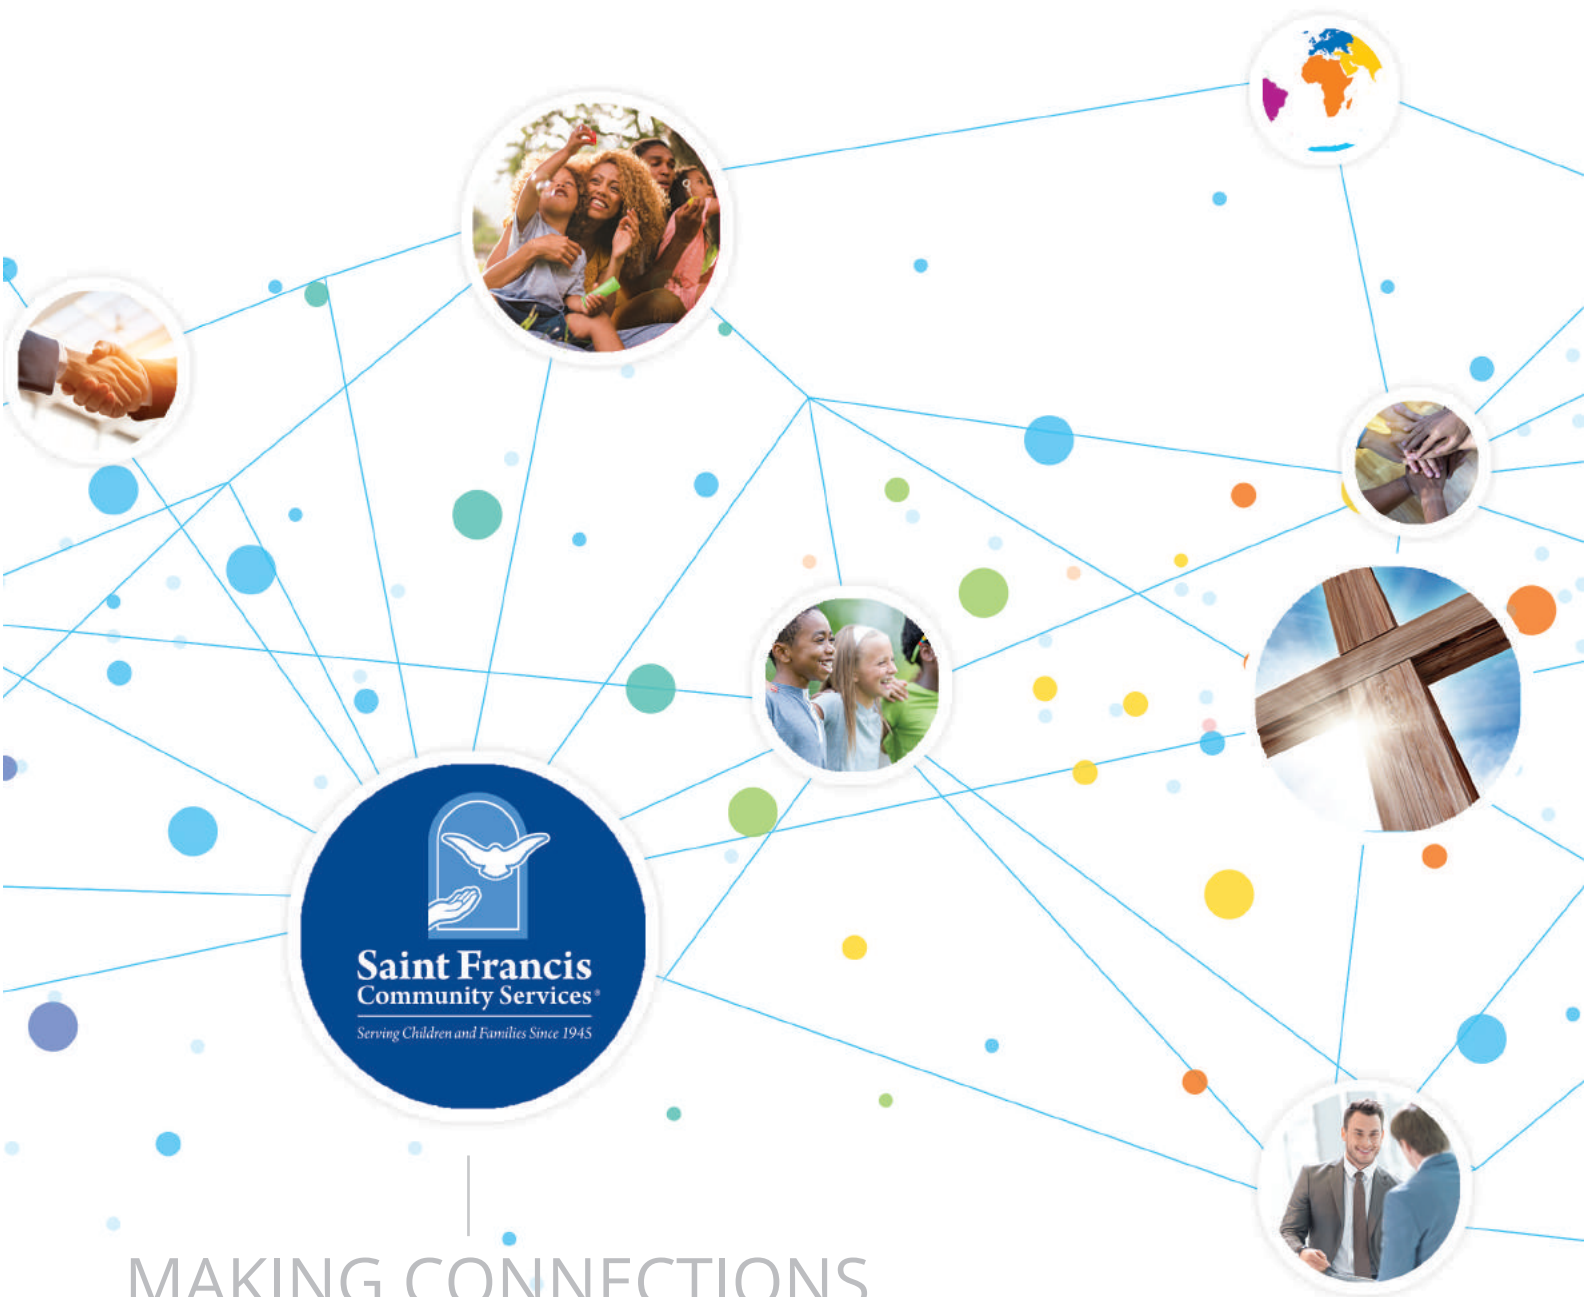 Saint Francis
Community Services®
Serving Children and Families Since 1945
MAKING CONNECTIONS